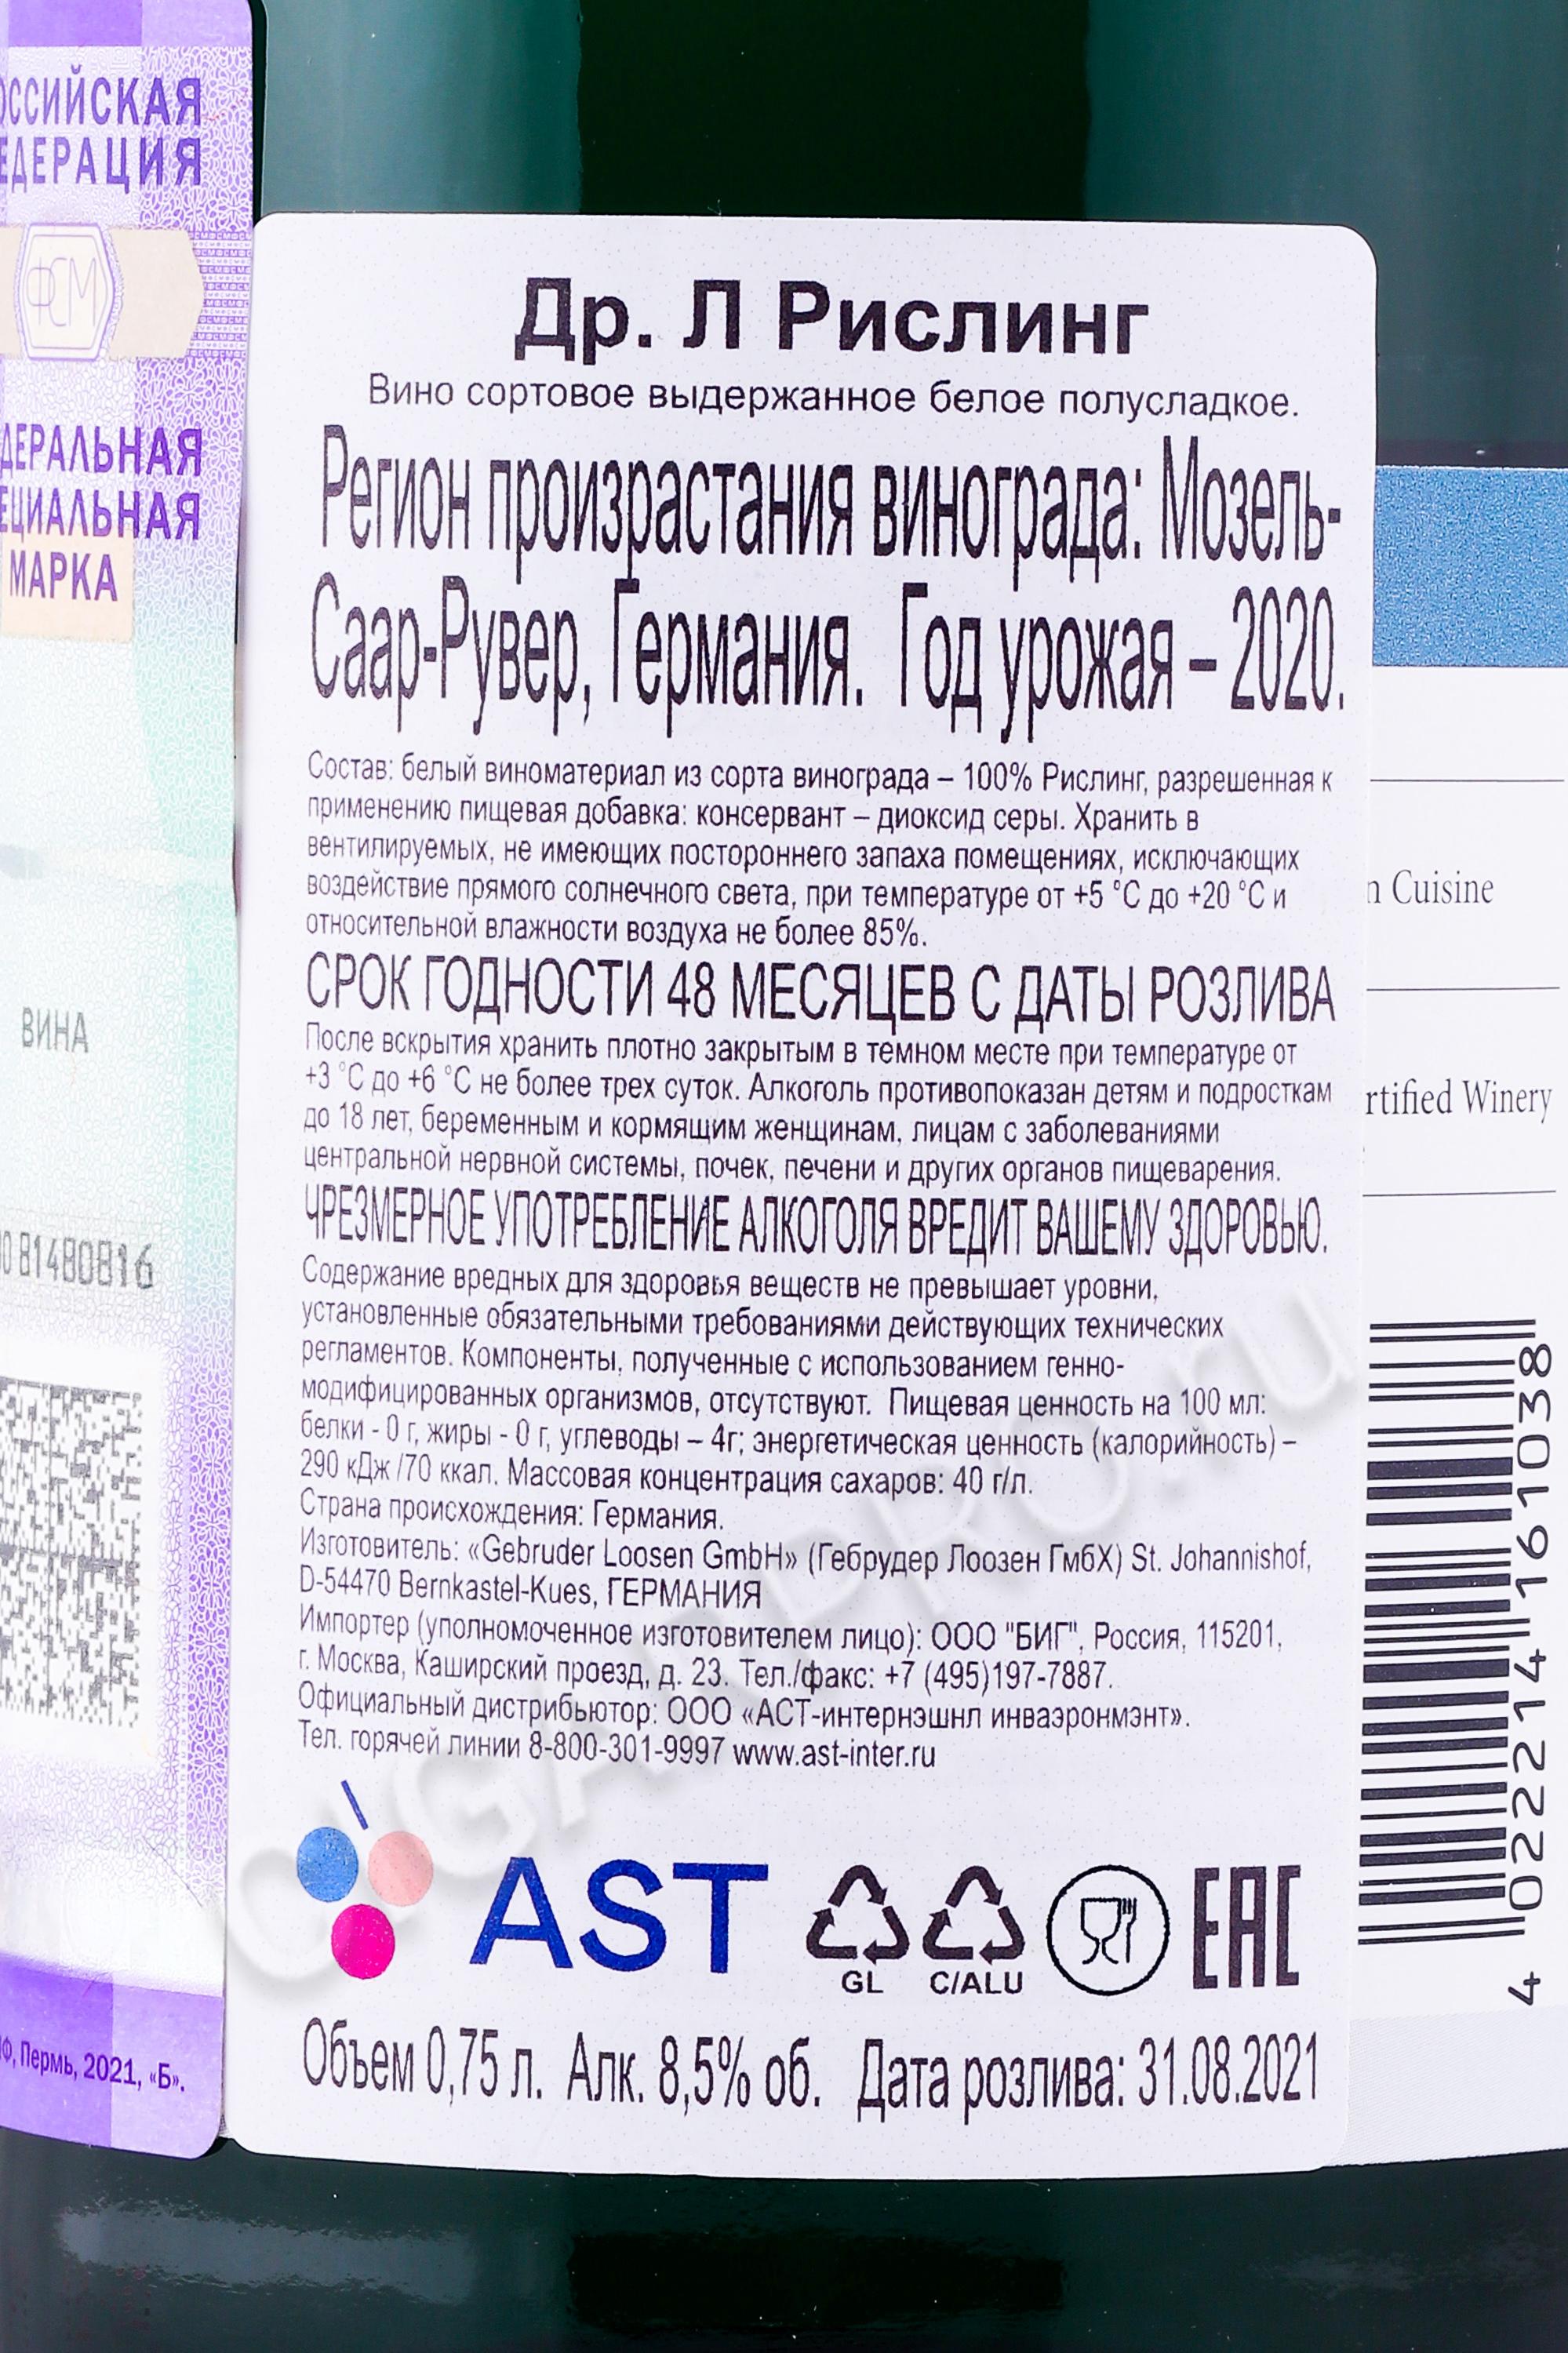 РОССИЙСКАЯ
ФЕДЕРАЦИЯ
ФСМ
ФЕДЕРАЛЬНАЯ
СПЕЦИАЛЬНАЯ
МАРКА
ВИНА
81480816
Пермь, 2021, «Б».
Др. Л Рислинг
Вино сортовое выдержанное белое полусладкое.
Регион произрастания винограда: Мозель-
Саар-Рувер, Германия. Год урожая – 2020.
Состав: белый виноматериал из сорта винограда – 100% Рислинг, разрешенная к
применению пищевая добавка: консервант – диоксид серы. Хранить в
вентилируемых, не имеющих постороннего запаха помещениях, исключающих
воздействие прямого солнечного света, при температуре от +5 °С до +20 °С и
относительной влажности воздуха не более 85%.
СРОК ГОДНОСТИ 48 МЕСЯЦЕВ С ДАТЫ РОЗЛИВА
После вскрытия хранить плотно закрытым в темном месте при температуре от
+3 °С до +6 °С не более трех суток. Алкоголь противопоказан детям и подросткам
до 18 лет, беременным и кормящим женщинам, лицам с заболеваниями
центральной нервной системы, почек, печени и других органов пищеварения.
ЧРЕЗМЕРНОЕ УПОТРЕБЛЕНИЕ АЛКОГОЛЯ ВРЕДИТ ВАШЕМУ ЗДОРОВЬЮ.
Содержание вредных для здоровья веществ не превышает уровни,
установленные обязательными требованиями действующих технических
регламентов. Компоненты, полученные с использованием генно-
модифицированных организмов, отсутствуют. Пищевая ценность на 100 мл:
белки - 0 г, жиры - 0 г, углеводы – 4г; энергетическая ценность (калорийность) –
290 кДж /70 ккал. Массовая концентрация сахаров: 40 г/л.
Страна происхождения: Германия.
Изготовитель: «Gebruder Loosen GmbH» (Гебрудер Лоозен ГмбХ) St. Johannishof,
D-54470 Bernkastel-Kues, ГЕРМАНИЯ
Импортер (уполномоченное изготовителем лицо): ООО "БИГ", Россия, 115201,
г. Москва, Каширский проезд, д. 23. Тел./факс: +7 (495)197-7887.
Официальный дистрибьютор: ООО «АСТ-интернэшнл инваэронмэнт».
Тел. горячей линии 8-800-301-9997 www.ast-inter.ru
AST
GL
C/ALU
EAC
Объем 0,75 л. Алк. 8,5% об. Дата розлива: 31.08.2021
n Cuisine
rtified Winery
4 022214 161038
CIGARPRO.ru